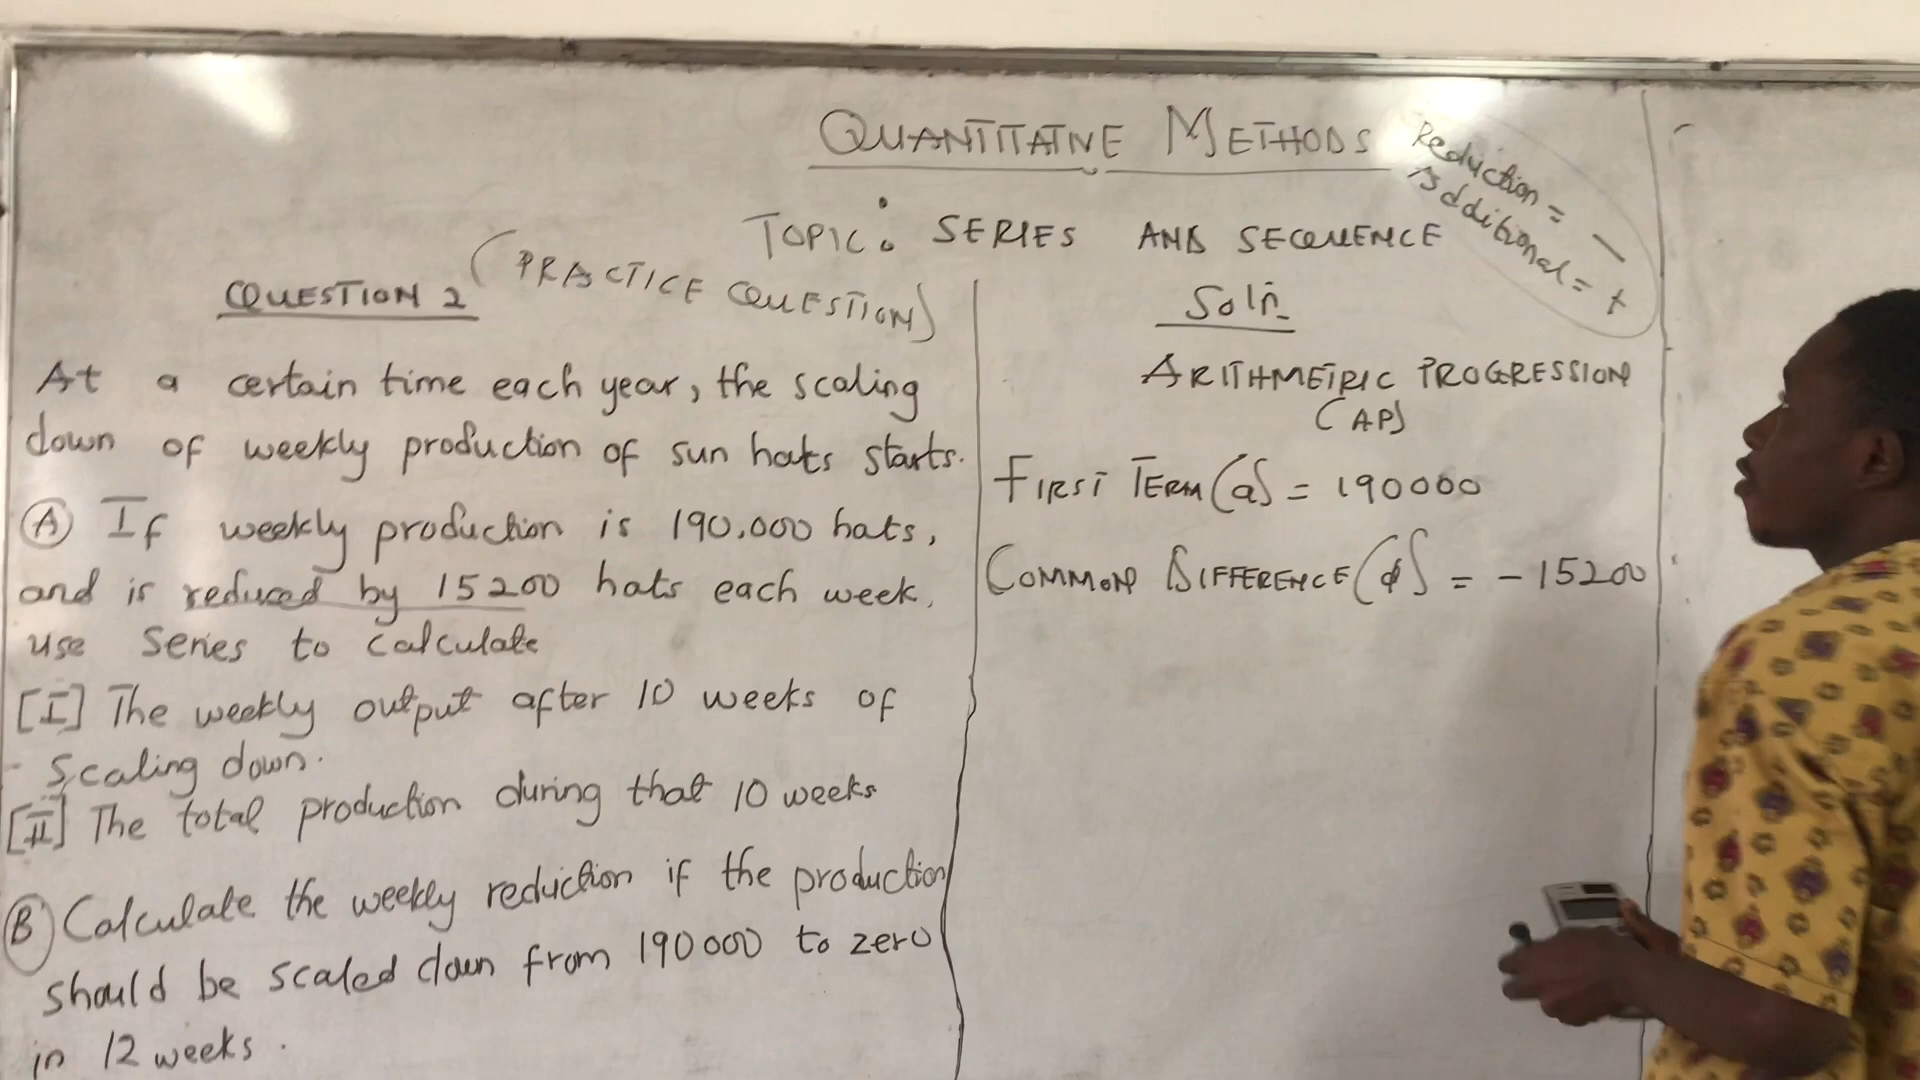 QUANTITATIVE METHODS
Reduction = -
Additional = +
TOPIC: SERIES AND SEQUENCE
QUESTION 2 (PRACTICE QUESTION)
At a certain time each year, the scaling
down of weekly production of sun hats starts.
(A) If weekly production is 190.000 hats,
and is reduced by 15200 hats each week.
use series to calculate
[I] The weekly output after 10 weeks of
- scaling down.
[II] The total production during that 10 weeks
(B) Calculate the weekly reduction if the production
should be scaled down from 190000 to zero
in 12 weeks.
Soln
ARITHMETRIC PROGRESSION
(AP)
FIRST TERM (a) = 190000
COMMON DIFFERENCE (d) = - 15200